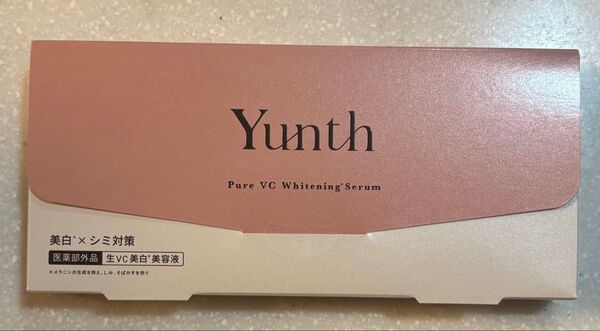 Yunth
Pure VC Whitening* Serum
美白*×シミ対策
医薬部外品 生VC美白*美容液
*メラニンの生成を抑え、しみ、そばかすを防ぐ